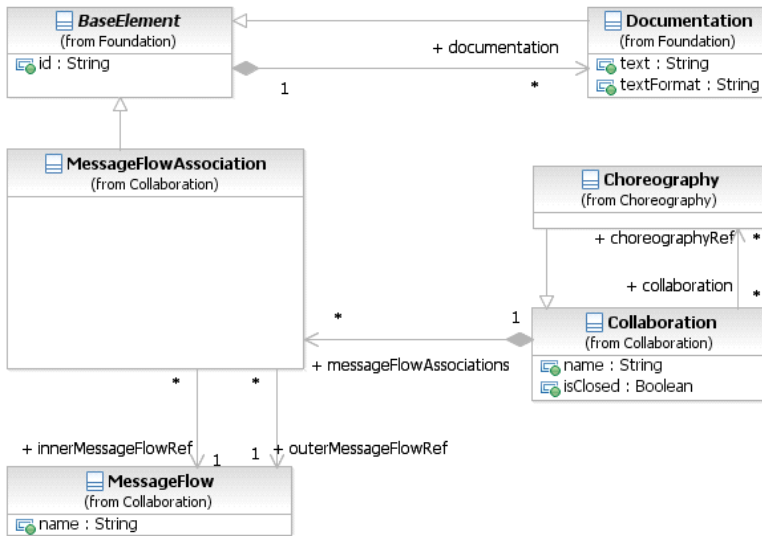 BaseElement
(from Foundation)
id : String
Documentation
(from Foundation)
text : String
textFormat : String
+ documentation
1
*
MessageFlowAssociation
(from Collaboration)
Choreography
(from Choreography)
+ choreographyRef
*
+ collaboration
*
*
1
+ messageFlowAssociations
Collaboration
(from Collaboration)
name : String
isClosed : Boolean
*
*
+ innerMessageFlowRef
1
1
+ outerMessageFlowRef
MessageFlow
(from Collaboration)
name : String